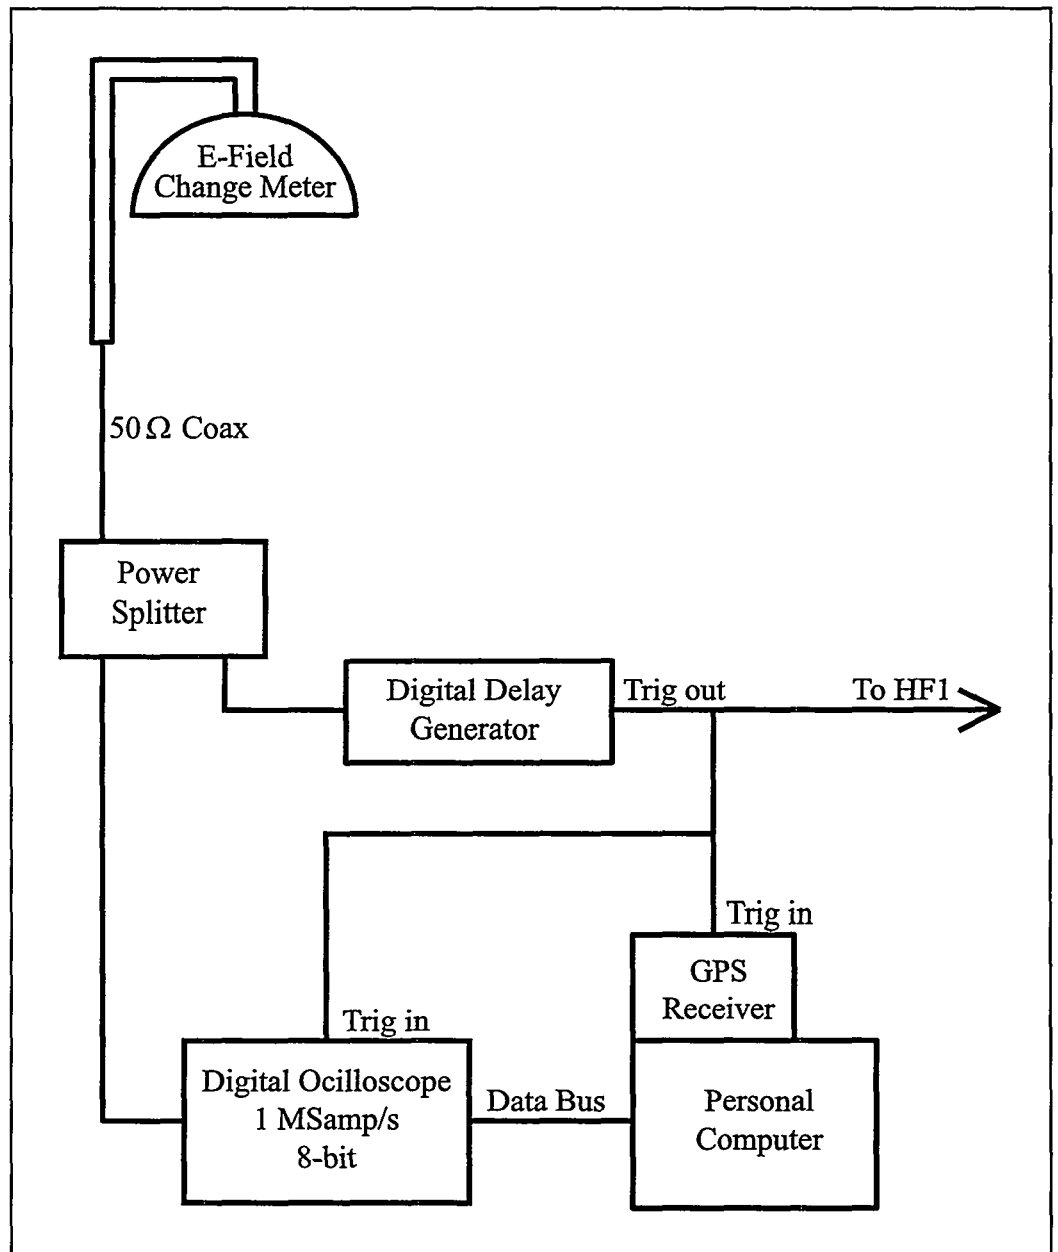 E-Field
Change Meter
50 Ω Coax
Power
Splitter
Digital Delay
Generator
Trig out
To HF1
Trig in
GPS
Receiver
Trig in
Digital Ocilloscope
1 MSamp/s
8-bit
Data Bus
Personal
Computer